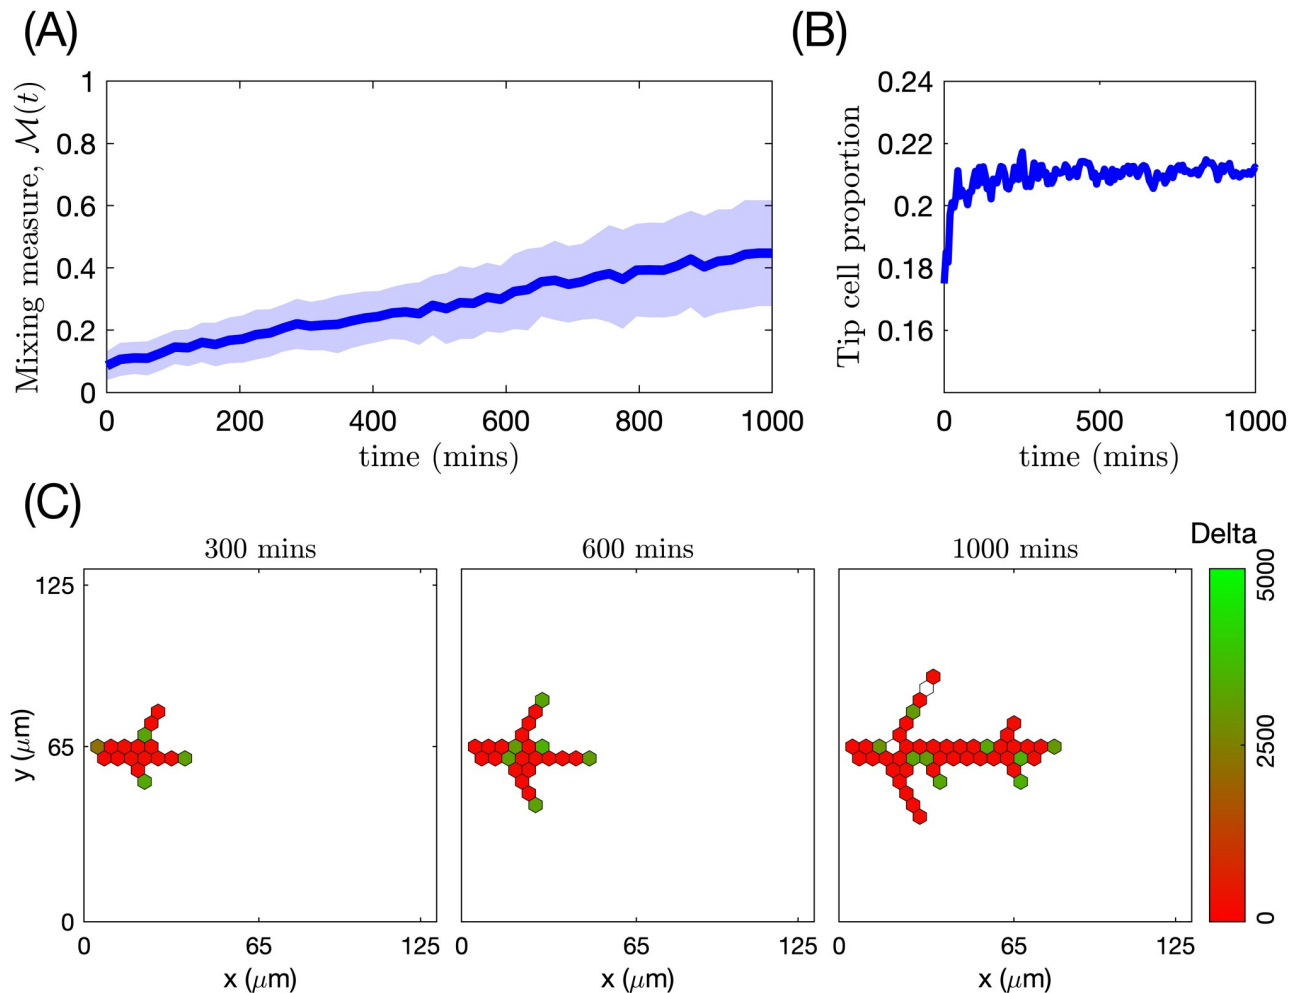 (A)
Mixing measure, M(t)
1
0.8
0.6
0.4
0.2
0
0 200 400 600 800 1000
time (mins)
(B)
Tip cell proportion
0.24
0.22
0.2
0.18
0.16
0 500 1000
time (mins)
(C)
300 mins 600 mins 1000 mins
y (μm)
125
65
0
0 65 125 0 65 125 0 65 125
x (μm) x (μm) x (μm)
Delta
5000
2500
0